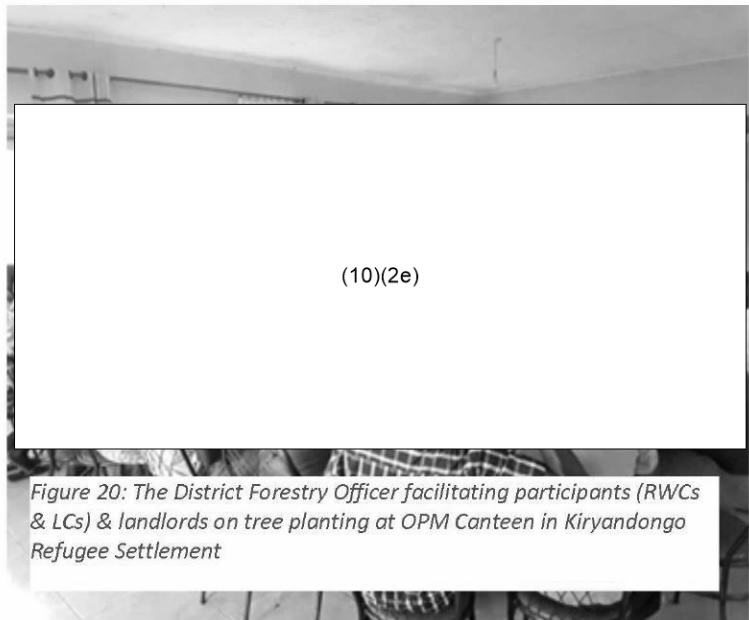 (10)(2e)
Figure 20: The District Forestry Officer facilitating participants (RWCs
& LCs) & landlords on tree planting at OPM Canteen in Kiryandongo
Refugee Settlement